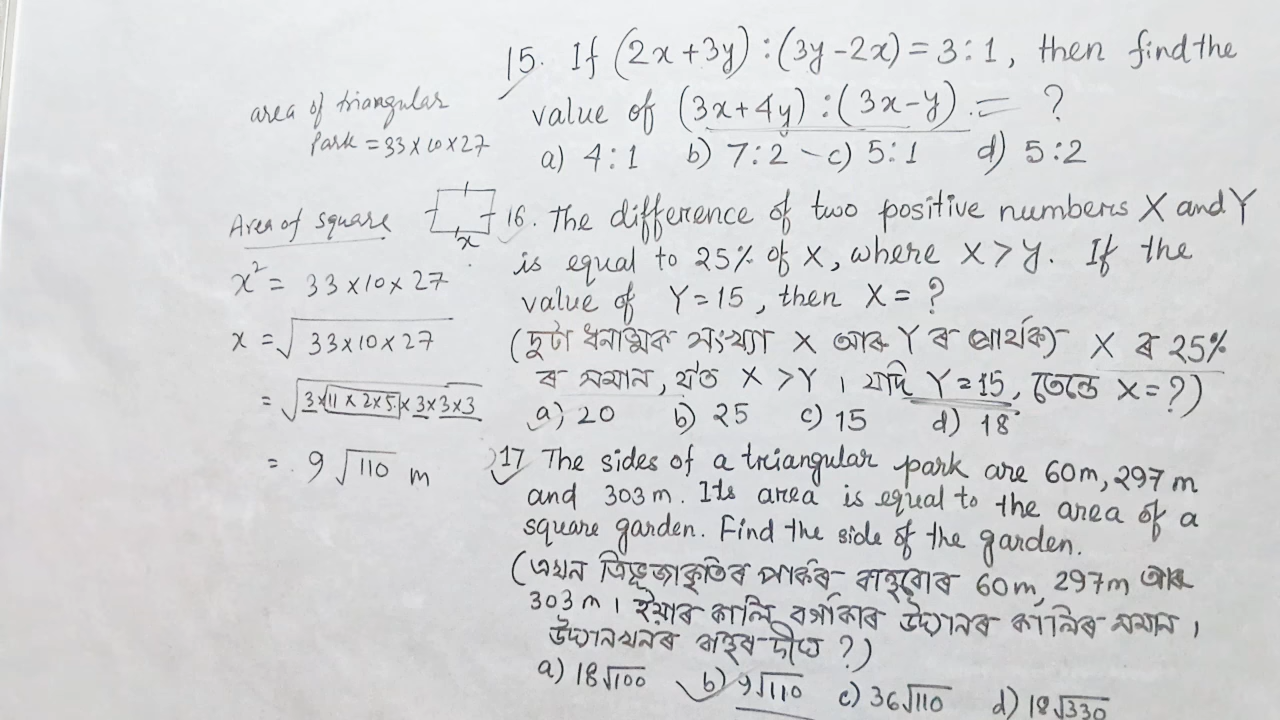 15. If (2x+3y):(3y-2x)=3:1, then find the
value of (3x+4y):(3x-y) = ?
a) 4:1 b) 7:2 c) 5:1 d) 5:2
16. The difference of two positive numbers X and Y
is equal to 25% of X, where X>y. If the
value of Y=15, then X=?
(দুটা ধনাত্মক সংখ্যা X আৰু Y ৰ পাৰ্থক্য X ৰ 25%
ৰ সমান, য'ত X >Y । যদি Y=15, তেন্তে X=?)
a) 20 b) 25 c) 15 d) 18
17 The sides of a triangular park are 60m, 297m
and 303m. Its area is equal to the area of a
square garden. Find the side of the garden.
(এখন ত্ৰিভূজাকৃতিৰ পাৰ্কৰ বাহুবোৰ 60m, 297m আৰু
303m। ইয়াৰ কালি বৰ্গাকাৰ উদ্যানৰ কালিৰ সমান।
উদ্যানখনৰ বাহুৰ দীঘ ?)
a) 18√100 b) 9√110 c) 36√110 d) 18√330
area of triangular
Park = 33×10×27
Area of square
x
x² = 33×10×27
x = √33×10×27
= √3×11×2×5×3×3×3
= 9√110 m